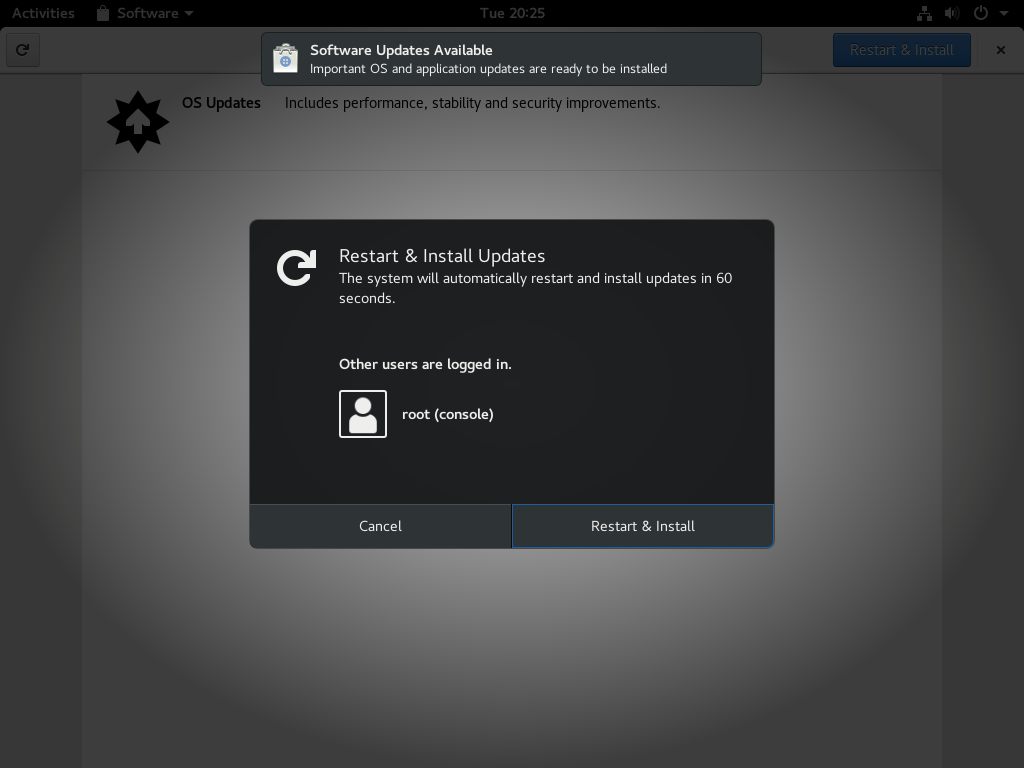 Activities Software Tue 20:25
Software Updates Available
Important OS and application updates are ready to be installed
Restart & Install
OS Updates Includes performance, stability and security improvements.
Restart & Install Updates
The system will automatically restart and install updates in 60
seconds.
Other users are logged in.
root (console)
Cancel Restart & Install